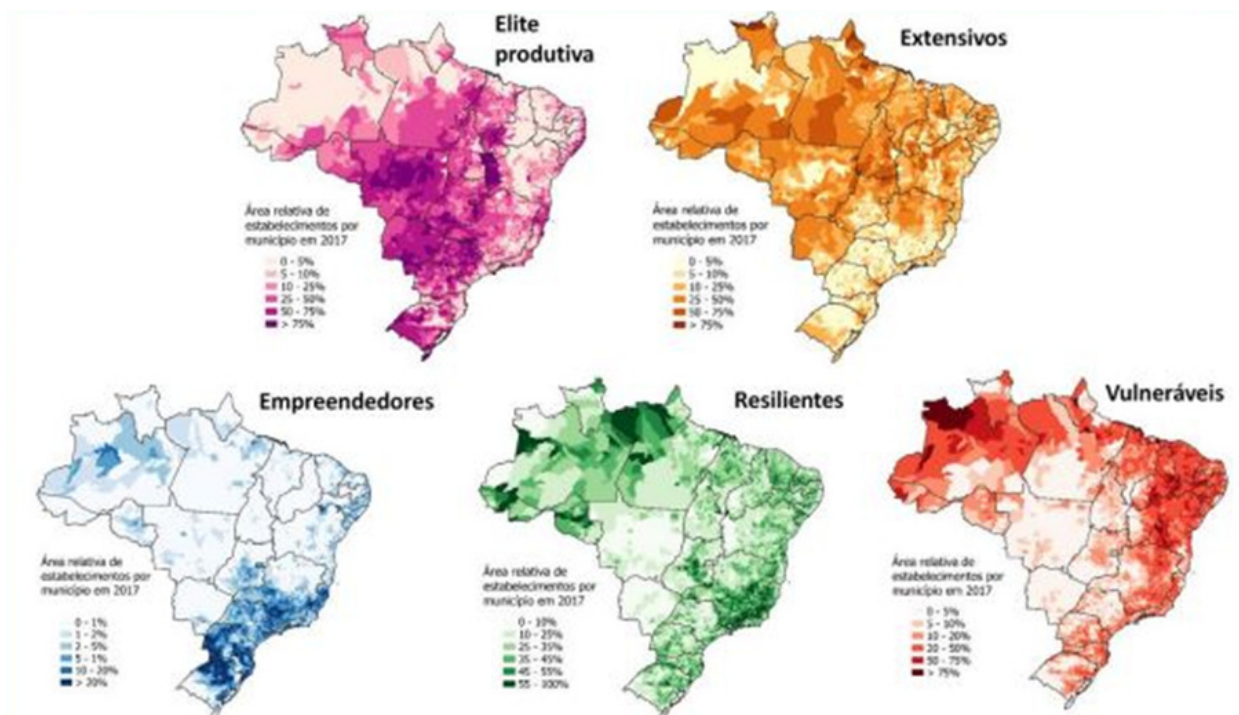 Elite
produtiva
Área relativa de
estabelecimentos por
município em 2017
0 - 5%
5 - 10%
10 - 25%
25 - 50%
50 - 75%
> 75%
Extensivos
Área relativa de
estabelecimentos por
município em 2017
0 - 5%
5 - 10%
10 - 25%
25 - 50%
50 - 75%
> 75%
Empreendedores
Área relativa de
estabelecimentos por
município em 2017
0 - 1%
1 - 2%
2 - 5%
5 - 1%
10 - 20%
> 20%
Resilientes
Área relativa de
estabelecimentos por
município em 2017
0 - 10%
10 - 25%
25 - 35%
35 - 45%
45 - 55%
55 - 100%
Vulneráveis
Área relativa de
estabelecimentos por
município em 2017
0 - 5%
5 - 10%
10 - 20%
20 - 50%
50 - 75%
> 75%